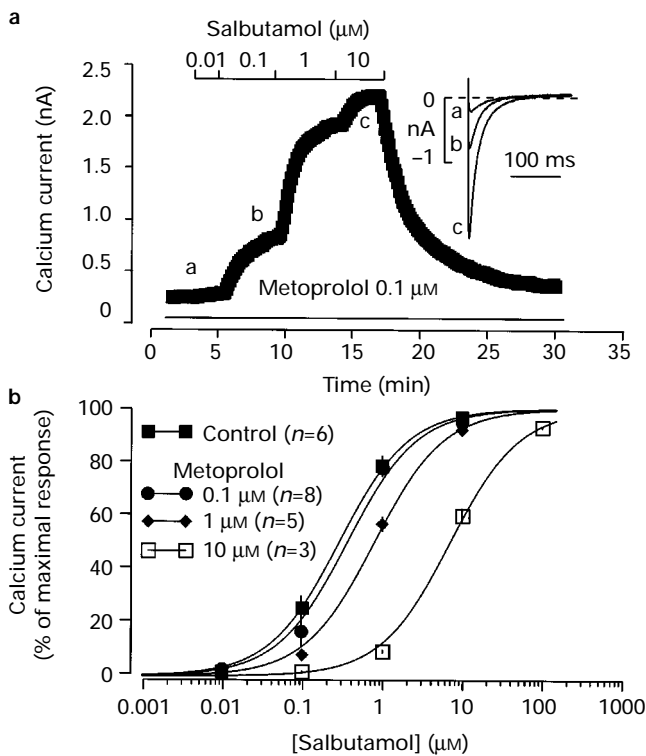 a
Salbutamol (µM)
0.01 0.1 1 10
Calcium current (nA)
2.5
2.0
1.5
1.0
0.5
0
a
b
c
0
nA
−1
a
b
c
100 ms
Metoprolol 0.1 µM
0 5 10 15 20 25 30 35
Time (min)
b
Calcium current
(% of maximal response)
100
80
60
40
20
0
Control (n=6)
Metoprolol
0.1 µM (n=8)
1 µM (n=5)
10 µM (n=3)
0.001 0.01 0.1 1 10 100 1000
[Salbutamol] (µM)